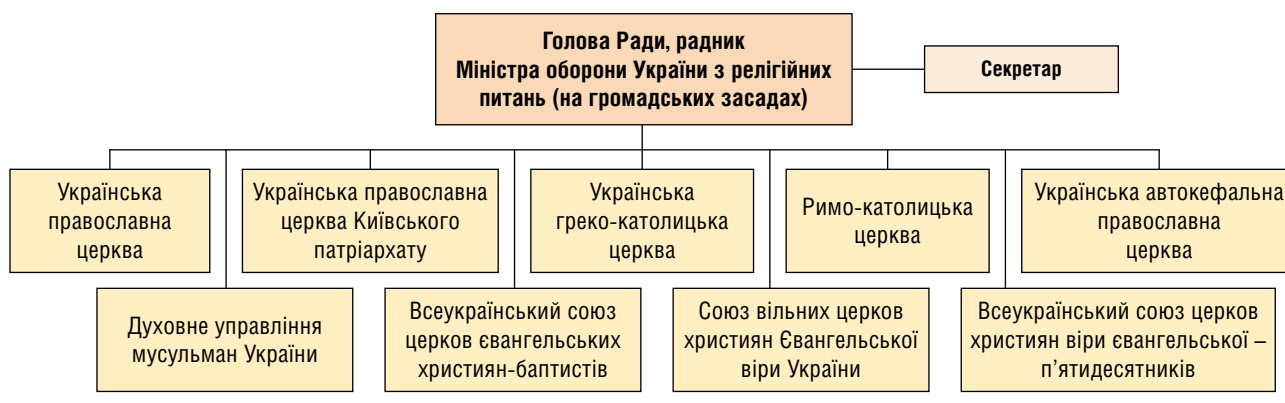 Голова Ради, радник
Міністра оборони України з релігійних
питань (на громадських засадах)
Секретар
Українська
православна
церква
Українська православна
церква Київського
патріархату
Українська
греко-католицька
церква
Римо-католицька
церква
Українська автокефальна
православна
церква
Духовне управління
мусульман України
Всеукраїнський союз
церков євангельських
християн-баптистів
Союз вільних церков
християн Євангельської
віри України
Всеукраїнський союз церков
християн віри євангельської –
п’ятидесятників